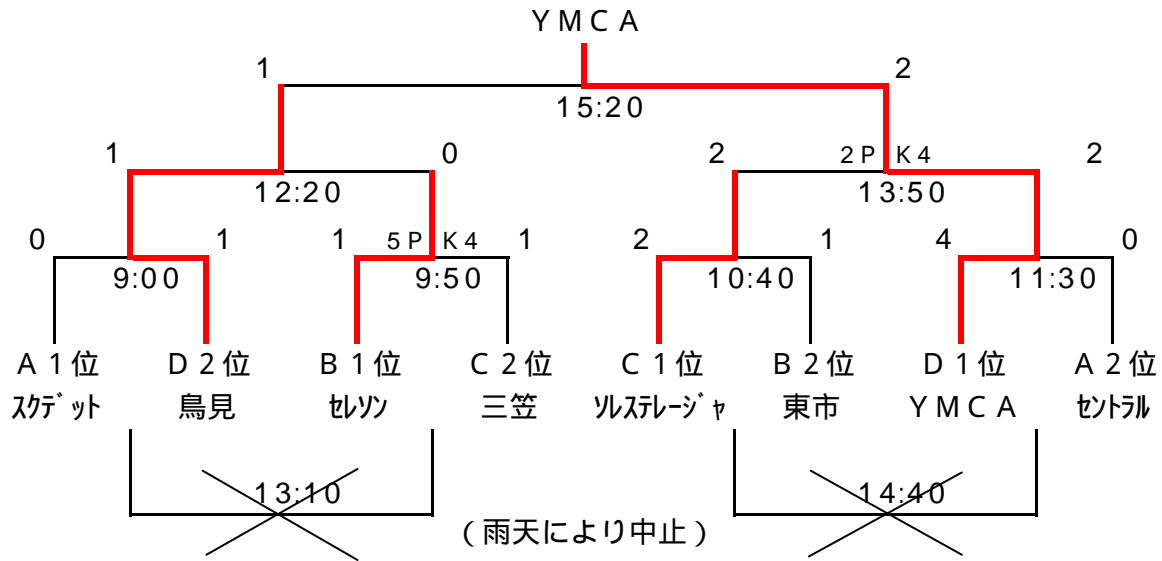 YMCA
1 2
15:20
1 0 2 2PK4 2
12:20 13:50
0 1 1 5PK4 1 2 1 4 0
9:00 9:50 10:40 11:30
A1位 D2位 B1位 C2位 C1位 B2位 D1位 A2位
ｽｸﾃﾞｯﾄ 鳥見 ｾﾚｿﾝ 三笠 ｿﾚｽﾃﾚｰｼﾞｬ 東市 YMCA ｾﾝﾄﾗﾙ
13:10 14:40
(雨天により中止)